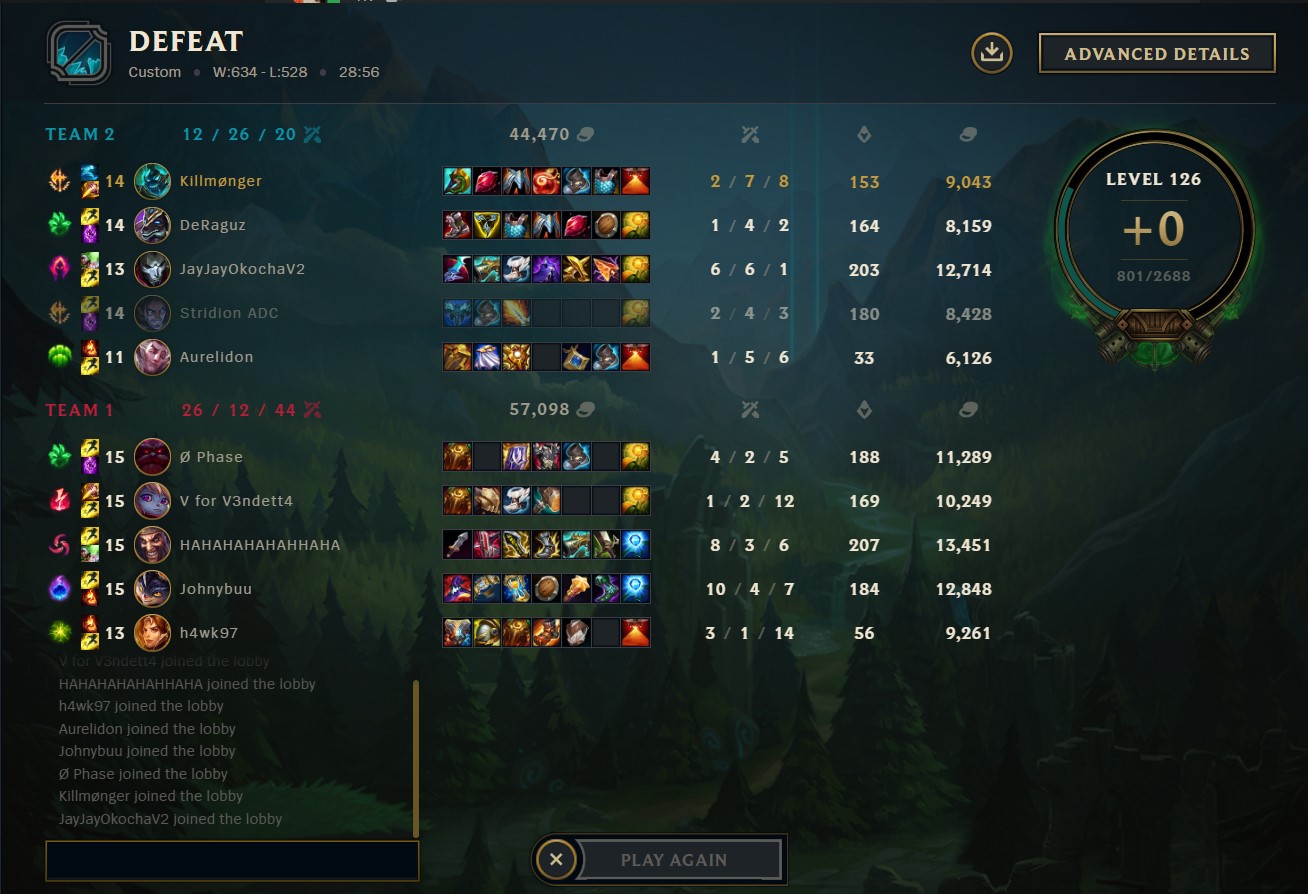 DEFEAT
Custom • W:634 - L:528 • 28:56
ADVANCED DETAILS
TEAM 2 12 / 26 / 20 44,470
14 Killmønger 2 / 7 / 8 153 9,043
14 DeRaguz 1 / 4 / 2 164 8,159
13 JayJayOkochaV2 6 / 6 / 1 203 12,714
14 Stridion ADC 2 / 4 / 3 180 8,428
11 Aurelidon 1 / 5 / 6 33 6,126
LEVEL 126
+0
801/2688
TEAM 1 26 / 12 / 44 57,098
15 Ø Phase 4 / 2 / 5 188 11,289
15 V for V3ndett4 1 / 2 / 12 169 10,249
15 HAHAHAHAHAHHAHA 8 / 3 / 6 207 13,451
15 Johnybuu 10 / 4 / 7 184 12,848
13 h4wk97 3 / 1 / 14 56 9,261
V for V3ndett4 joined the lobby
HAHAHAHAHAHHAHA joined the lobby
h4wk97 joined the lobby
Aurelidon joined the lobby
Johnybuu joined the lobby
Ø Phase joined the lobby
Killmønger joined the lobby
JayJayOkochaV2 joined the lobby
PLAY AGAIN